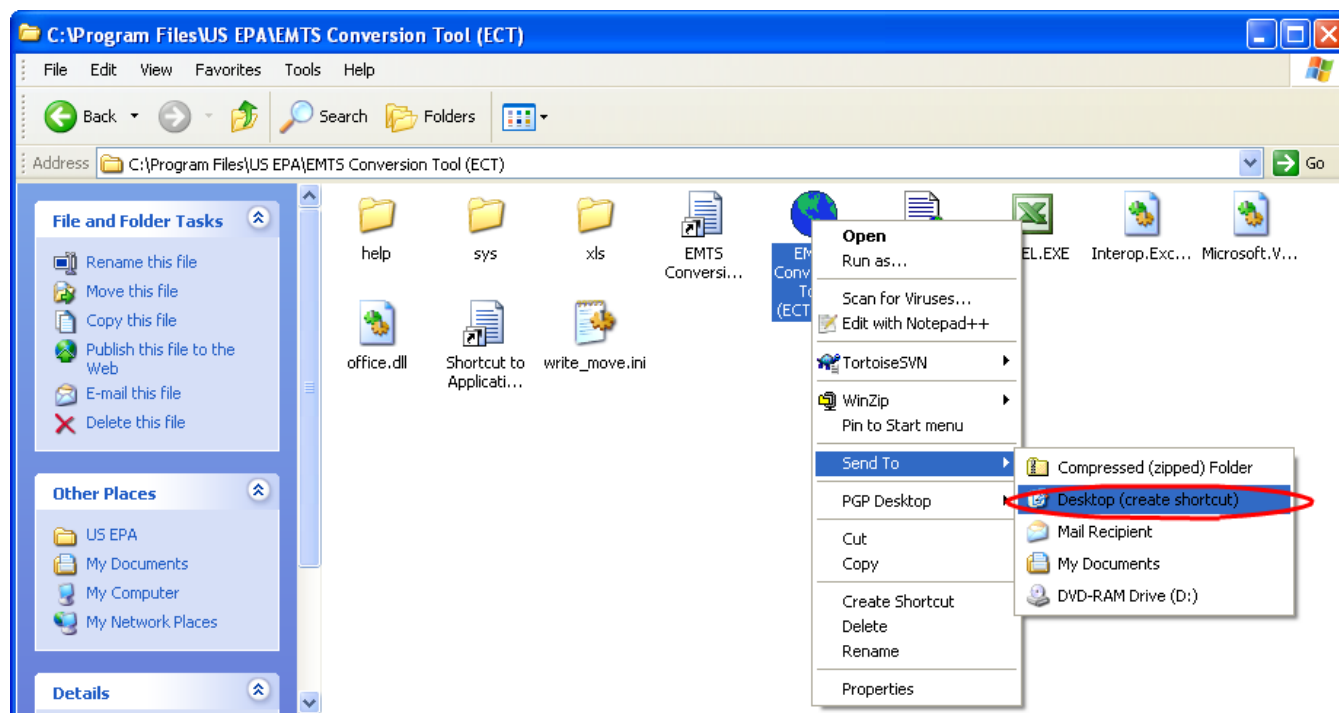 C:\Program Files\US EPA\EMTS Conversion Tool (ECT)
File Edit View Favorites Tools Help
Back Search Folders
Address C:\Program Files\US EPA\EMTS Conversion Tool (ECT) Go
File and Folder Tasks
Rename this file
Move this file
Copy this file
Publish this file to the
Web
E-mail this file
Delete this file
Other Places
US EPA
My Documents
My Computer
My Network Places
Details
help
sys
xls
EMTS
Conversi...
EM
Conv
To
(ECT
EL.EXE
Interop.Exc...
Microsoft.V...
office.dll
Shortcut to
Applicati...
write_move.ini
Open
Run as...
Scan for Viruses...
Edit with Notepad++
TortoiseSVN
WinZip
Pin to Start menu
Send To
PGP Desktop
Cut
Copy
Create Shortcut
Delete
Rename
Properties
Compressed (zipped) Folder
Desktop (create shortcut)
Mail Recipient
My Documents
DVD-RAM Drive (D:)